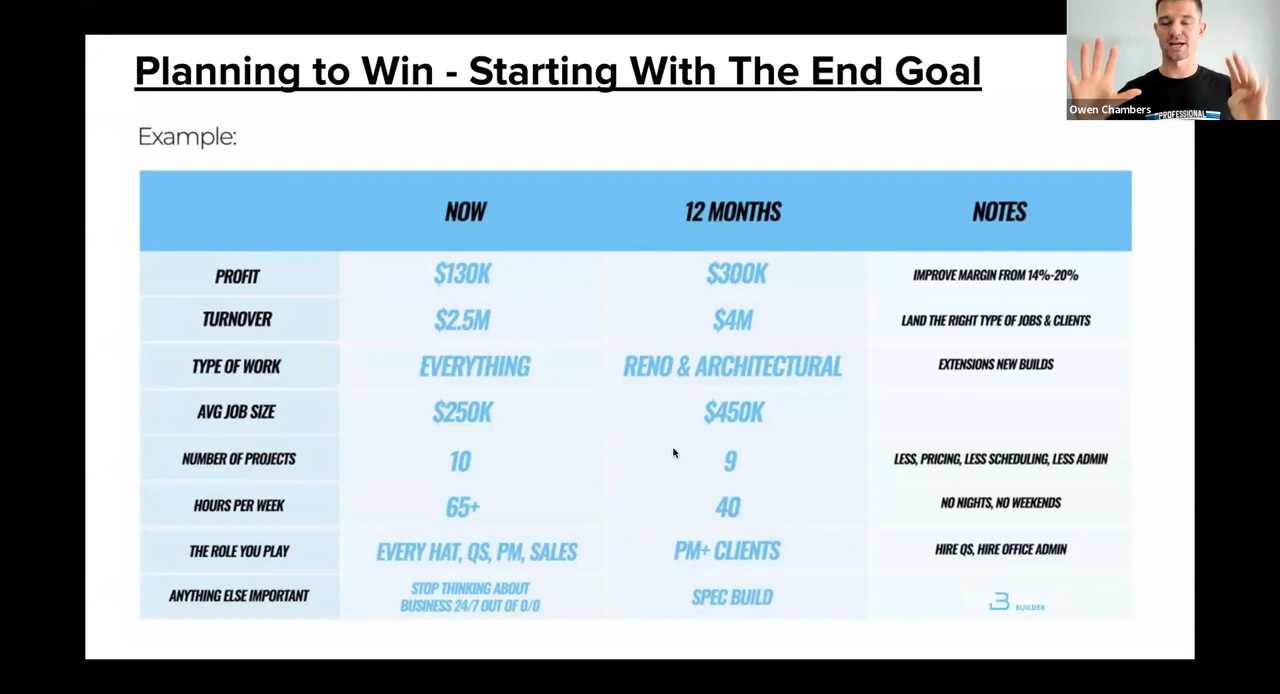 Planning to Win - Starting With The End Goal
Owen Chambers
PROFESSIONAL
Example:
NOW 12 MONTHS NOTES
PROFIT $130K $300K IMPROVE MARGIN FROM 14%-20%
TURNOVER $2.5M $4M LAND THE RIGHT TYPE OF JOBS & CLIENTS
TYPE OF WORK EVERYTHING RENO & ARCHITECTURAL EXTENSIONS NEW BUILDS
AVG JOB SIZE $250K $450K
NUMBER OF PROJECTS 10 9 LESS, PRICING, LESS SCHEDULING, LESS ADMIN
HOURS PER WEEK 65+ 40 NO NIGHTS, NO WEEKENDS
THE ROLE YOU PLAY EVERY HAT, QS, PM, SALES PM+ CLIENTS HIRE QS, HIRE OFFICE ADMIN
ANYTHING ELSE IMPORTANT STOP THINKING ABOUT
BUSINESS 24/7 OUT OF 0/0 SPEC BUILD BUILDER